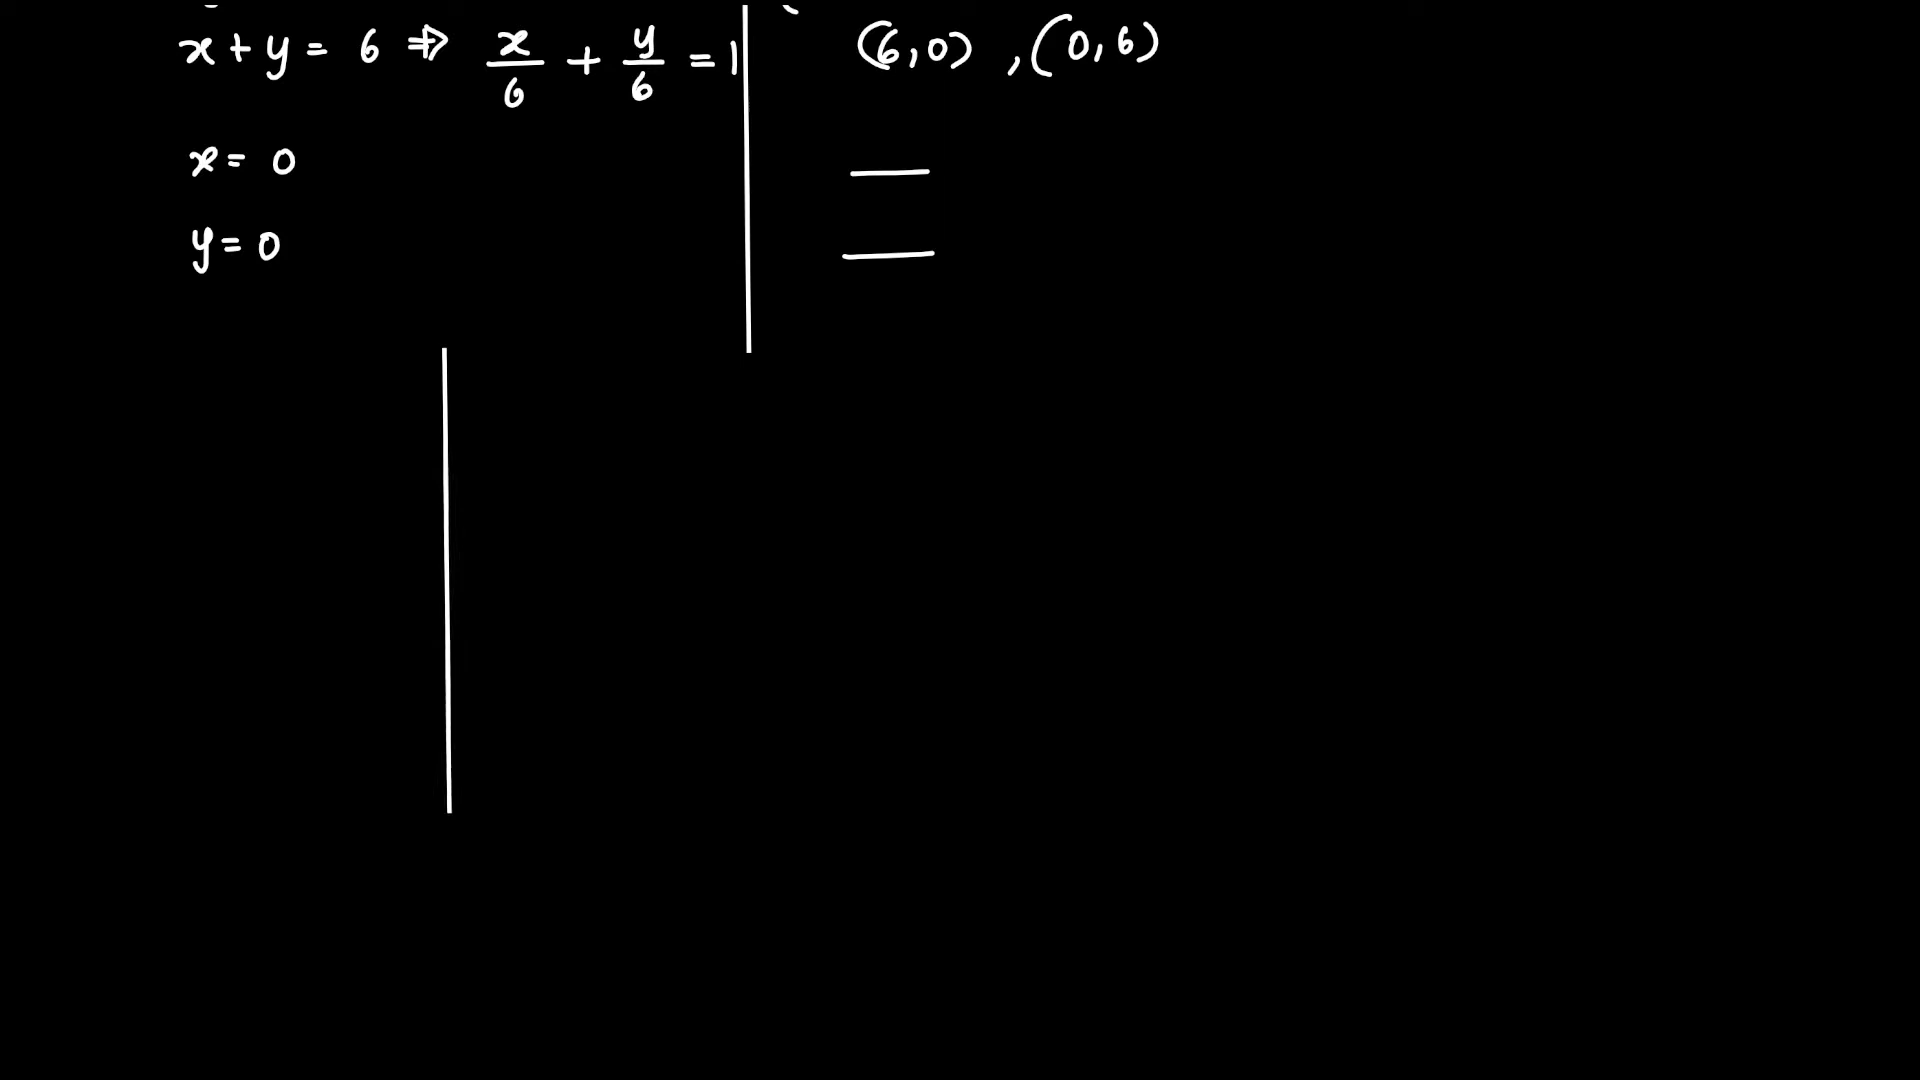 x + y = 6 ⇒ x/6 + y/6 = 1 (6,0) , (0,6)
x = 0 —
y = 0 —